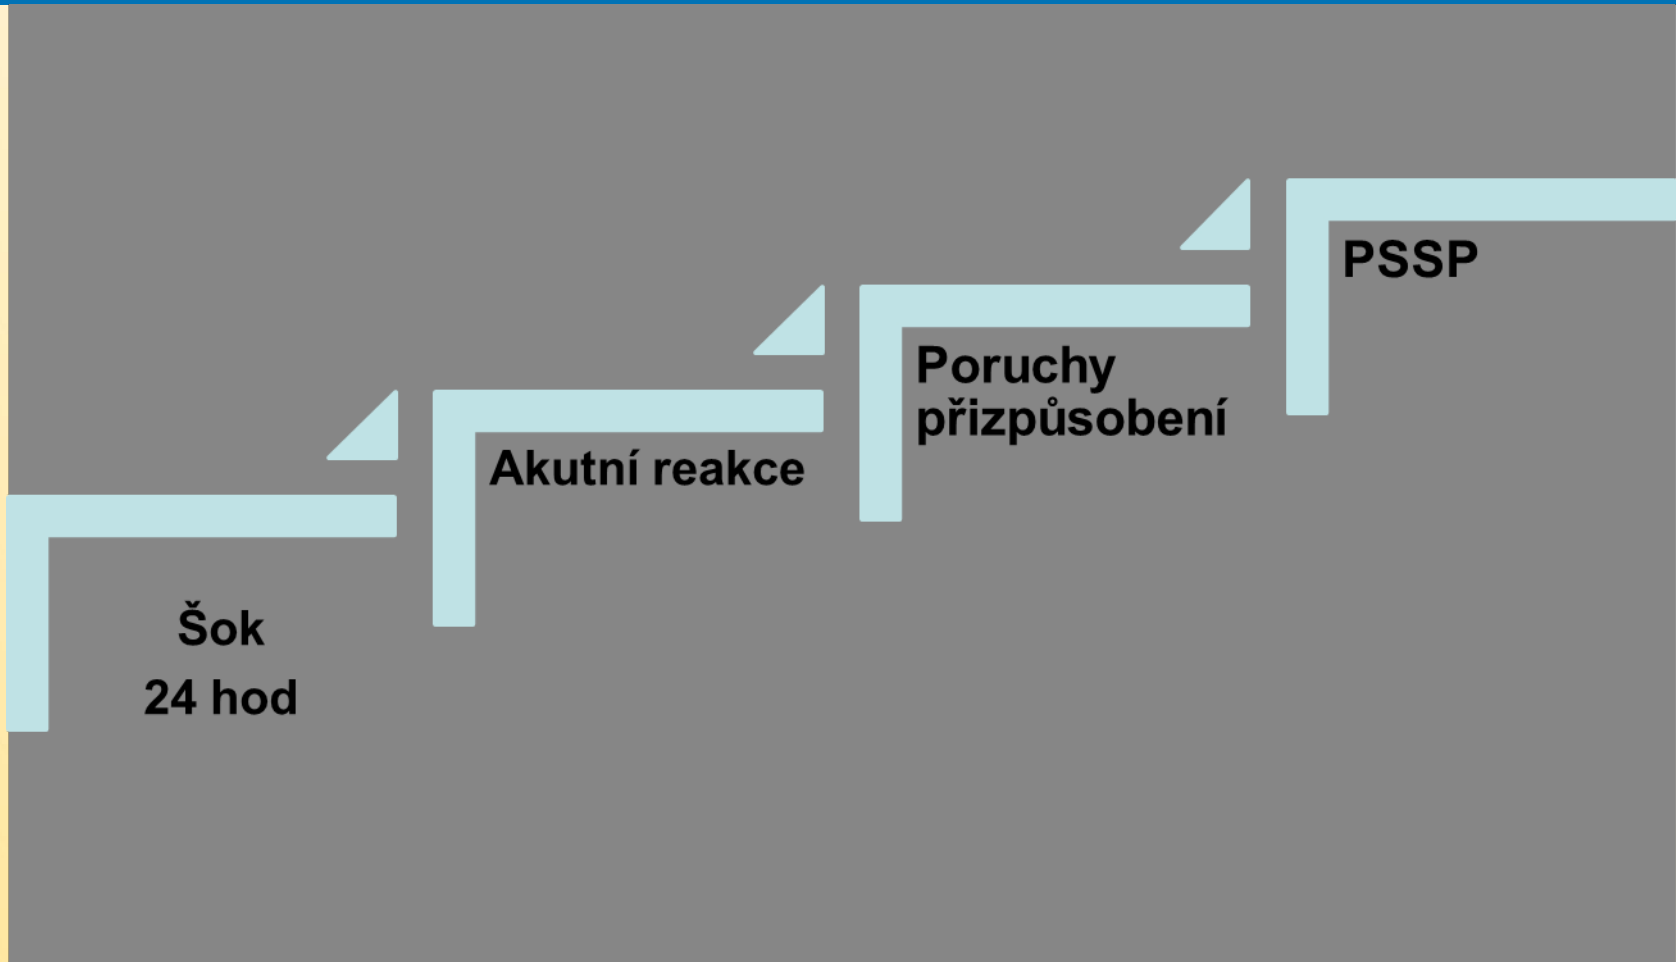 Šok
24 hod
Akutní reakce
Poruchy
přizpůsobení
PSSP